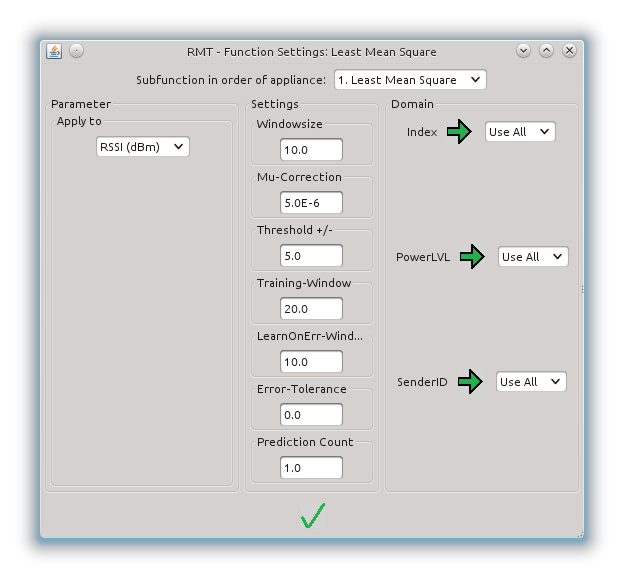 RMT - Function Settings: Least Mean Square
Subfunction in order of appliance: 1. Least Mean Square
Parameter
Apply to
RSSI (dBm)
Settings
Windowsize
10.0
Mu-Correction
5.0E-6
Threshold +/-
5.0
Training-Window
20.0
LearnOnErr-Wind...
10.0
Error-Tolerance
0.0
Prediction Count
1.0
Domain
Index Use All
PowerLVL Use All
SenderID Use All